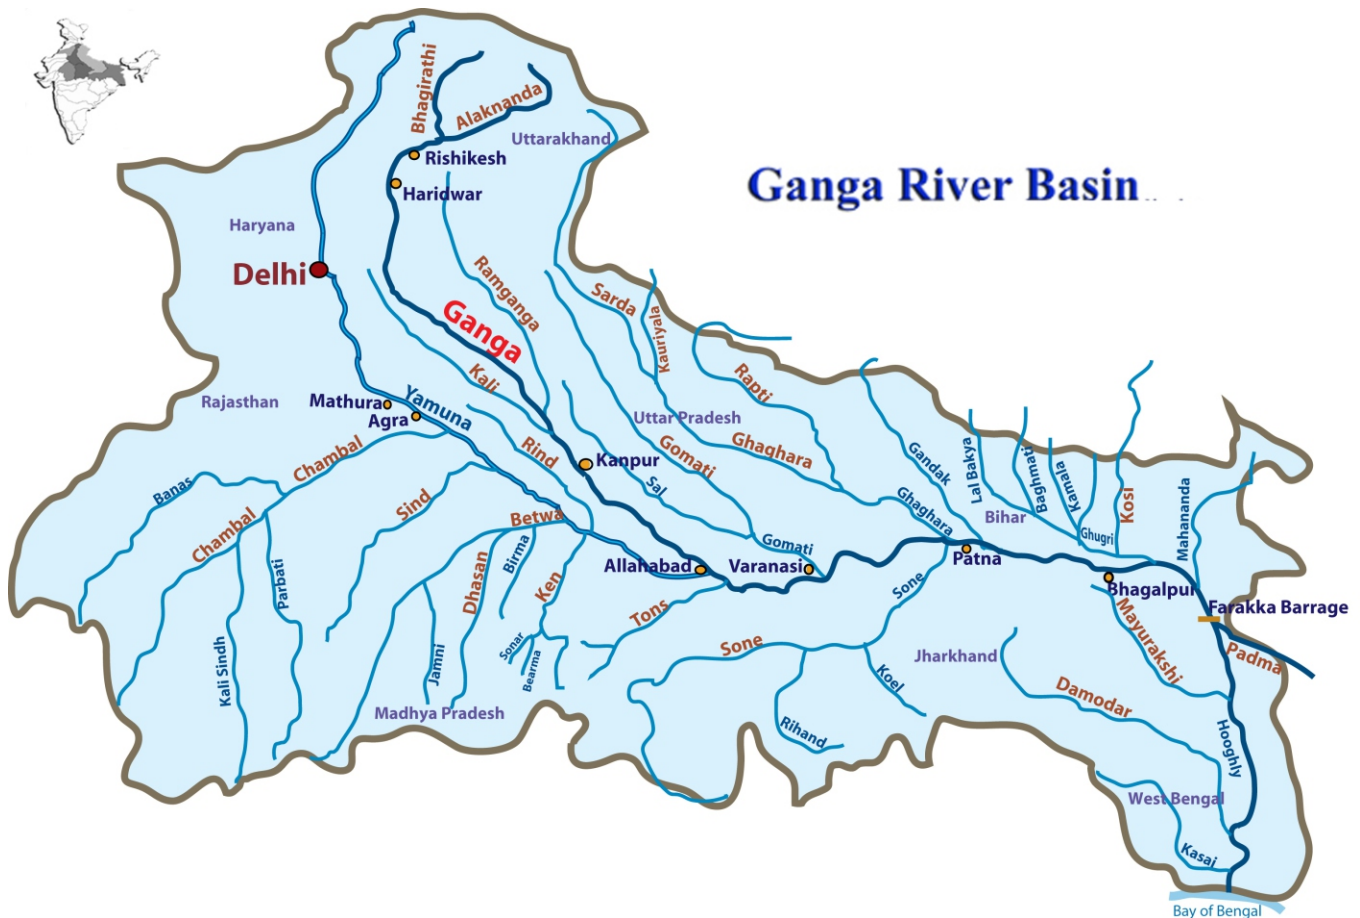 Bhagirathi
Alaknanda
Uttarakhand
Rishikesh
Haridwar
Ganga River Basin
Haryana
Delhi
Ramganga
Sarda
Kauriyala
Ganga
Rapti
Kali
Rajasthan
Mathura
Yamuna
Agra
Uttar Pradesh
Chambal
Rind
Kanpur
Gomati
Ghaghara
Gandak
Lal Bakya
Baghmati
Kamala
Kosi
Mahananda
Banas
Sind
Sal
Ghaghara
Bihar
Ghugri
Chambal
Betwa
Birma
Gomati
Parbati
Dhasan
Ken
Allahabad
Varanasi
Patna
Sone
Bhagalpur
Farakka Barrage
Tons
Mayurakshi
Padma
Kali Sindh
Jamni
Sonar
Bearma
Sone
Koel
Jharkhand
Damodar
Madhya Pradesh
Rihand
Hooghly
West Bengal
Kasai
Bay of Bengal